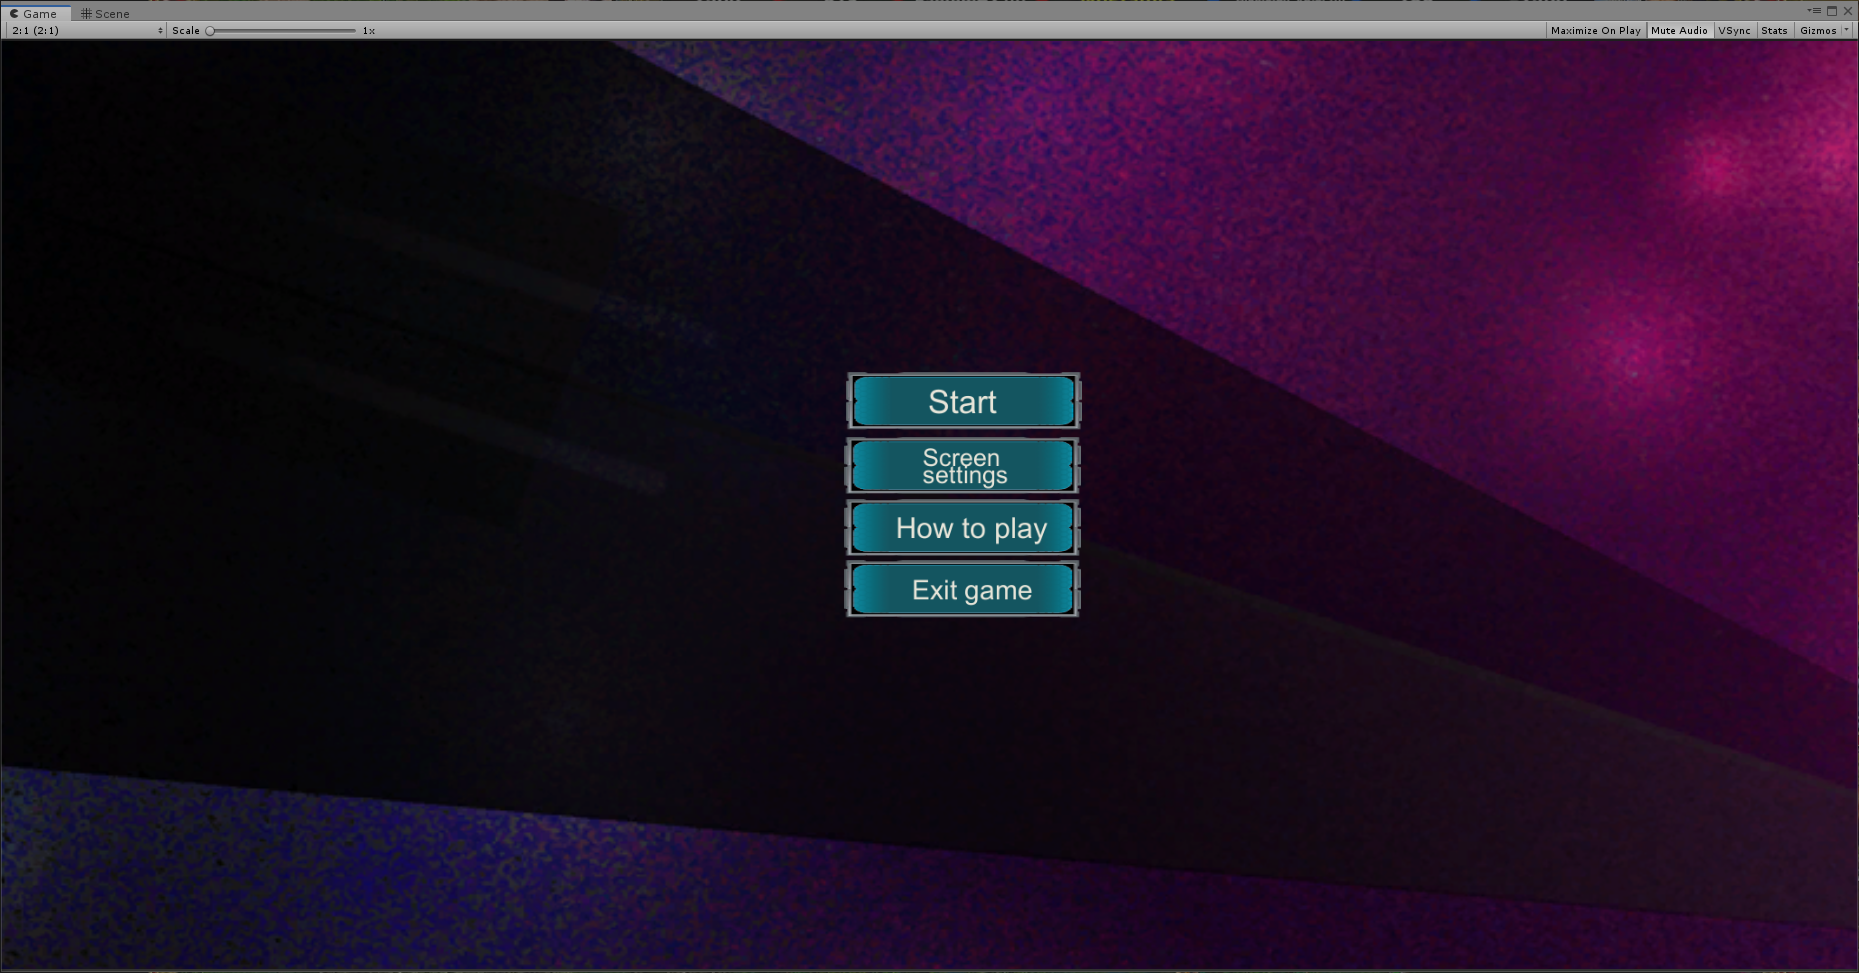 Game
Scene
2:1 (2:1)
Scale
1x
Maximize On Play
Mute Audio
VSync
Stats
Gizmos
Start
Screen
settings
How to play
Exit game